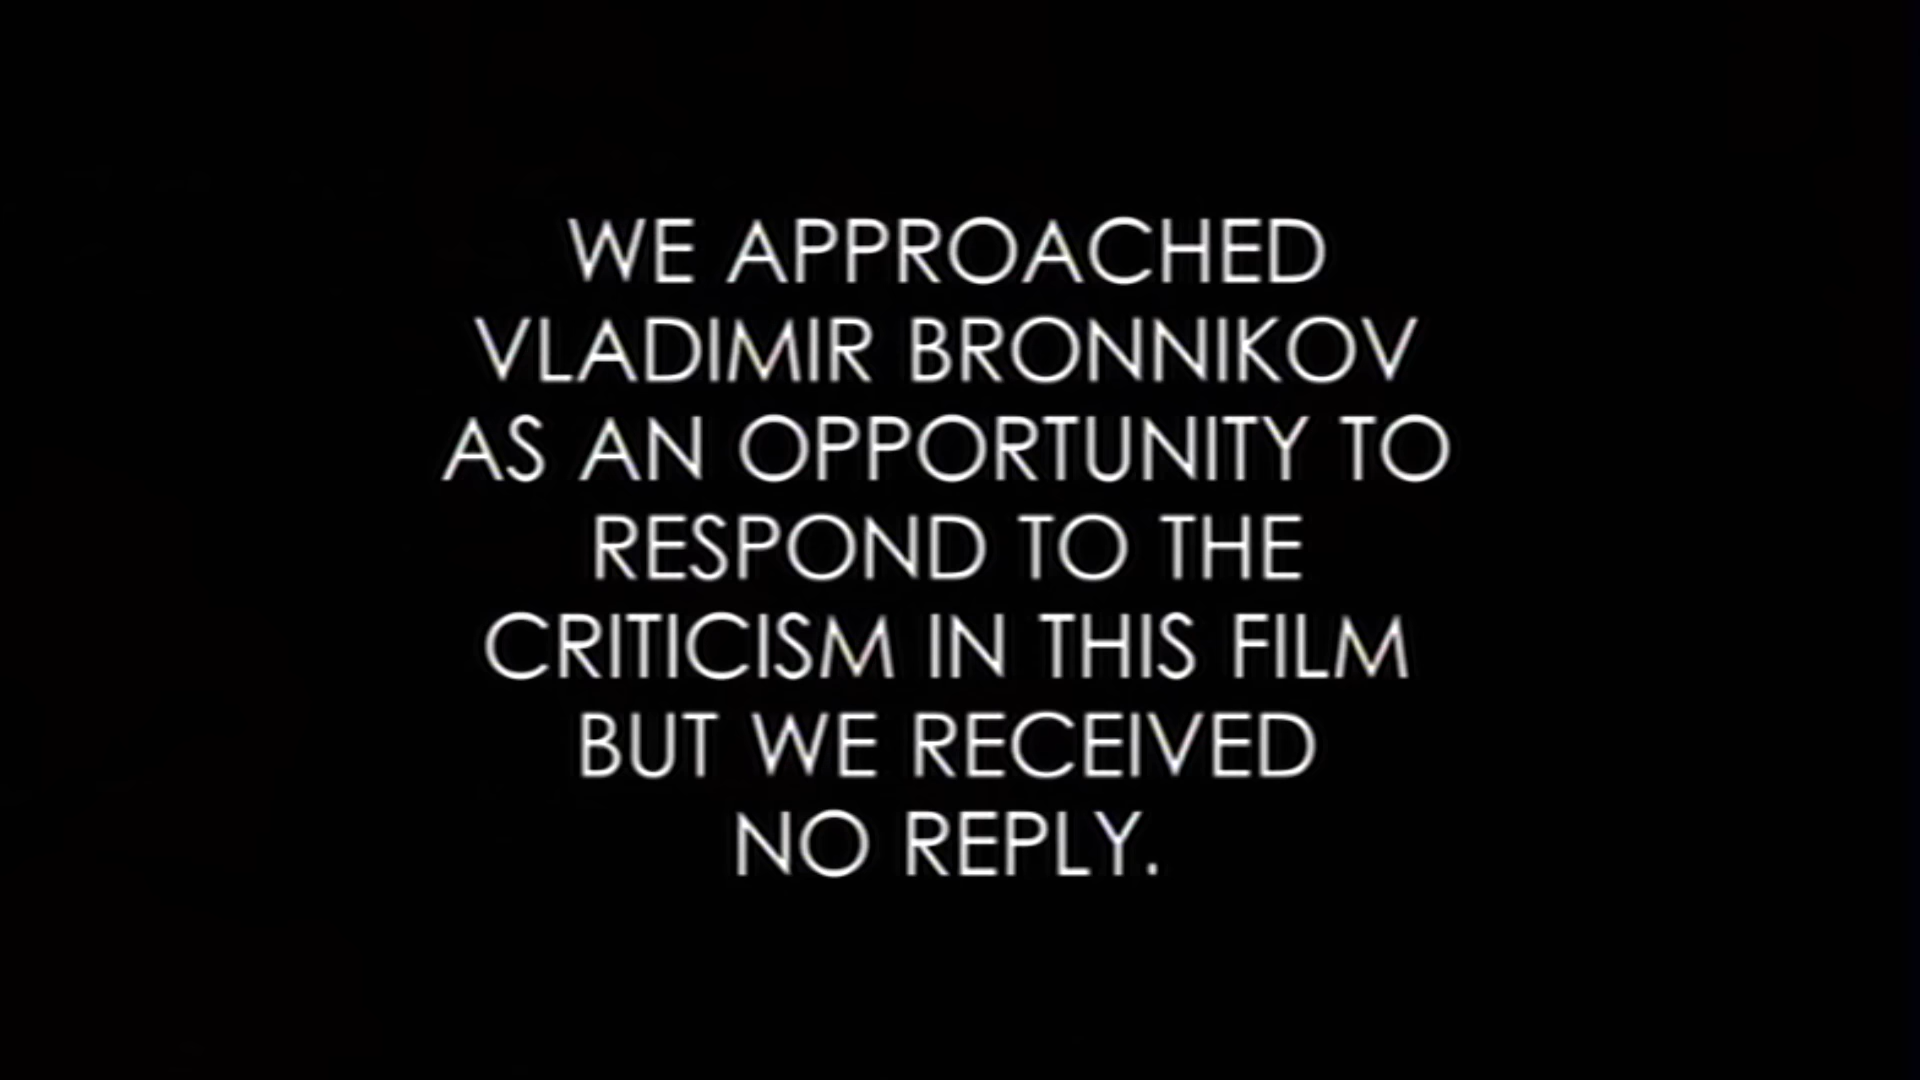 WE APPROACHED
VLADIMIR BRONNIKOV
AS AN OPPORTUNITY TO
RESPOND TO THE
CRITICISM IN THIS FILM
BUT WE RECEIVED
NO REPLY.